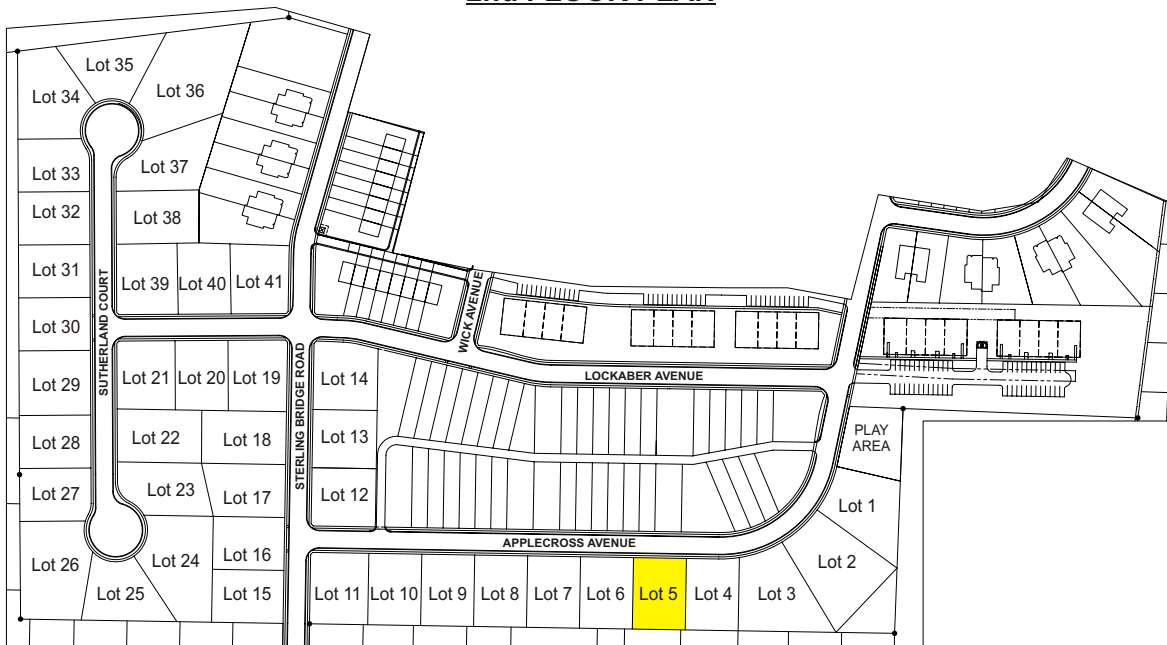 2nd FLOOR PLAN
Lot 35
Lot 34
Lot 36
Lot 33
Lot 37
Lot 32
Lot 38
Lot 31
Lot 39
Lot 40
Lot 41
SUTHERLAND COURT
WICK AVENUE
Lot 30
Lot 29
Lot 21
Lot 20
Lot 19
STERLING BRIDGE ROAD
Lot 14
LOCKABER AVENUE
Lot 28
Lot 22
Lot 18
Lot 13
PLAY
AREA
Lot 27
Lot 23
Lot 17
Lot 12
Lot 1
Lot 26
Lot 24
Lot 16
APPLECROSS AVENUE
Lot 2
Lot 25
Lot 15
Lot 11
Lot 10
Lot 9
Lot 8
Lot 7
Lot 6
Lot 5
Lot 4
Lot 3